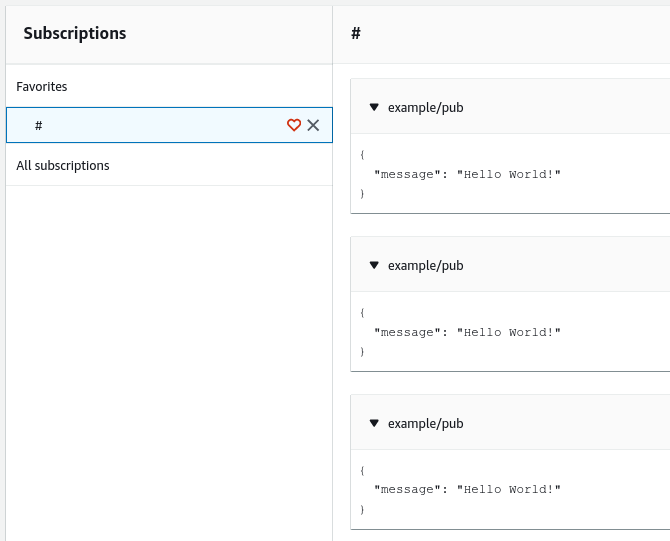 Subscriptions
Favorites
#
All subscriptions
#
example/pub
{
"message": "Hello World!"
}
example/pub
{
"message": "Hello World!"
}
example/pub
{
"message": "Hello World!"
}